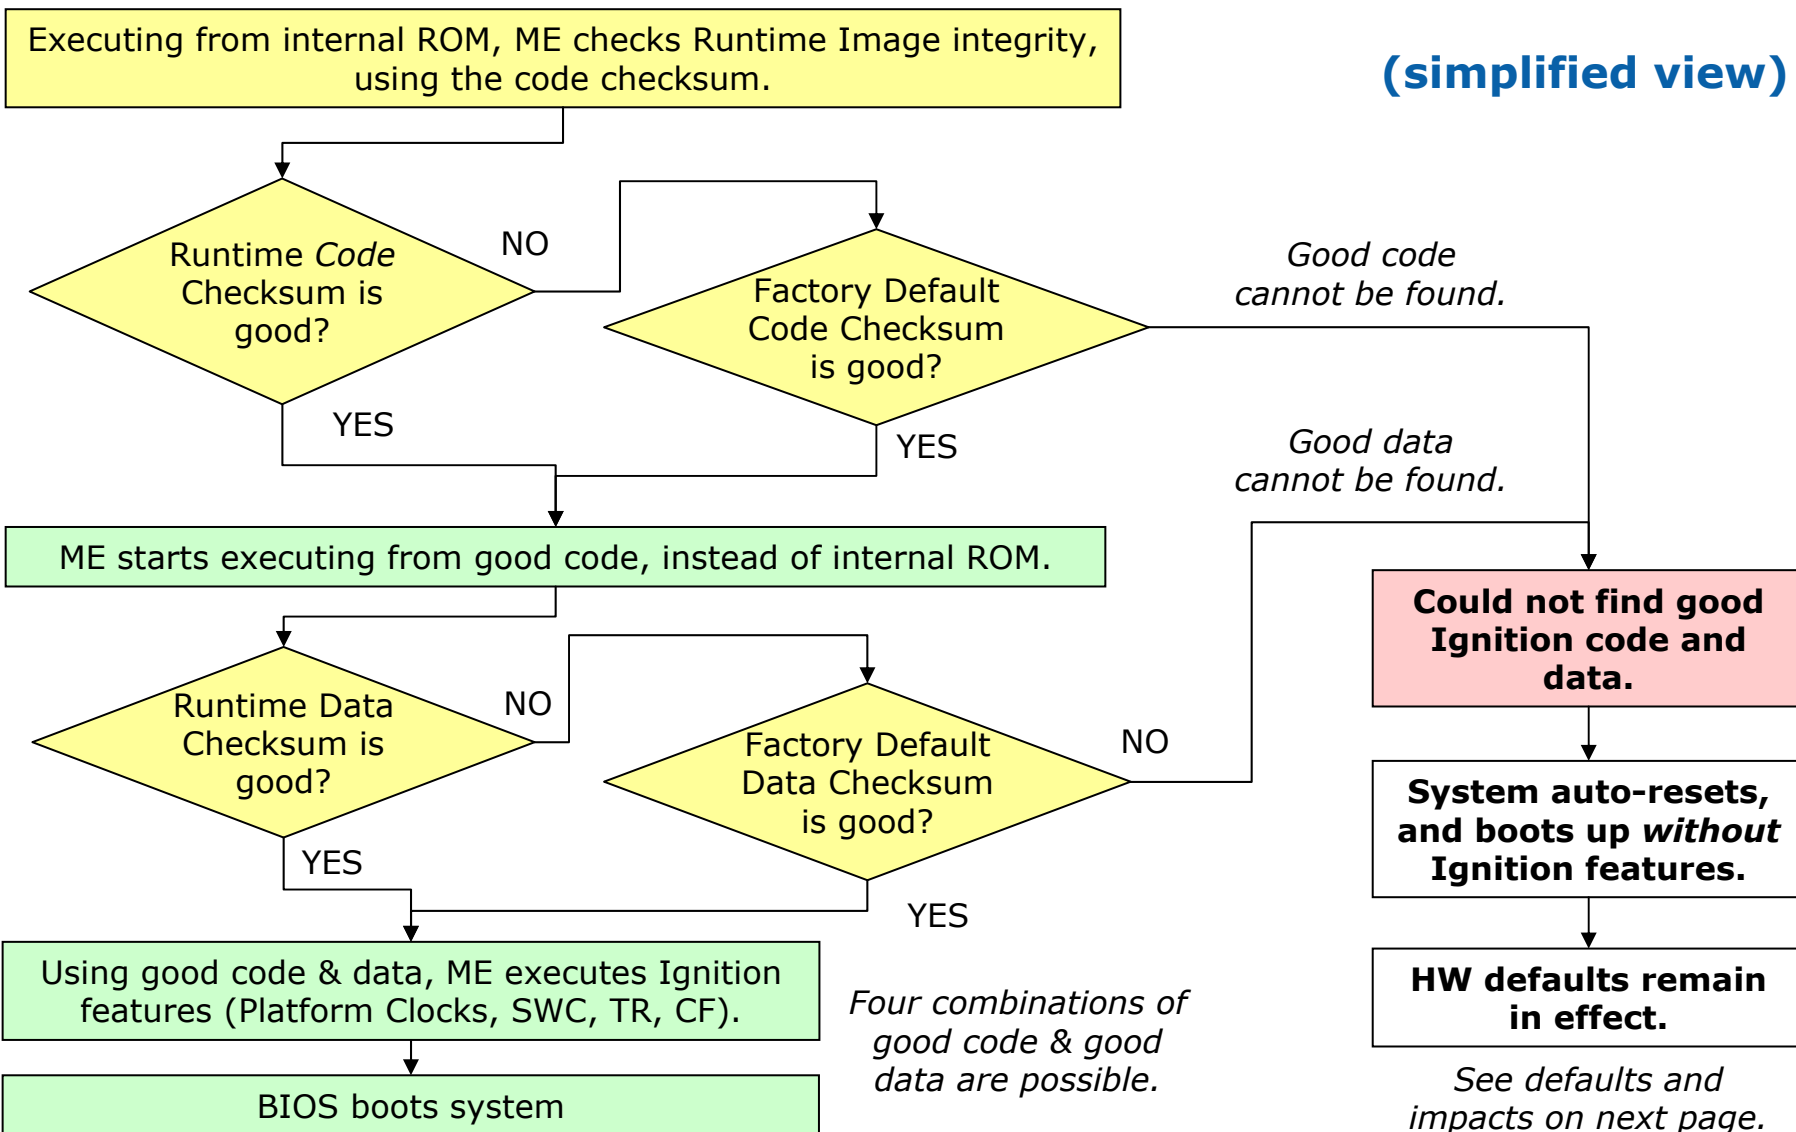 Executing from internal ROM, ME checks Runtime Image integrity,
using the code checksum.
(simplified view)
Runtime Code
Checksum is
good?
NO
Factory Default
Code Checksum
is good?
Good code
cannot be found.
YES
YES
Good data
cannot be found.
ME starts executing from good code, instead of internal ROM.
Could not find good
Ignition code and
data.
Runtime Data
Checksum is
good?
NO
Factory Default
Data Checksum
is good?
NO
System auto-resets,
and boots up without
Ignition features.
YES
YES
Using good code & data, ME executes Ignition
features (Platform Clocks, SWC, TR, CF).
Four combinations of
good code & good
data are possible.
HW defaults remain
in effect.
BIOS boots system
See defaults and
impacts on next page.